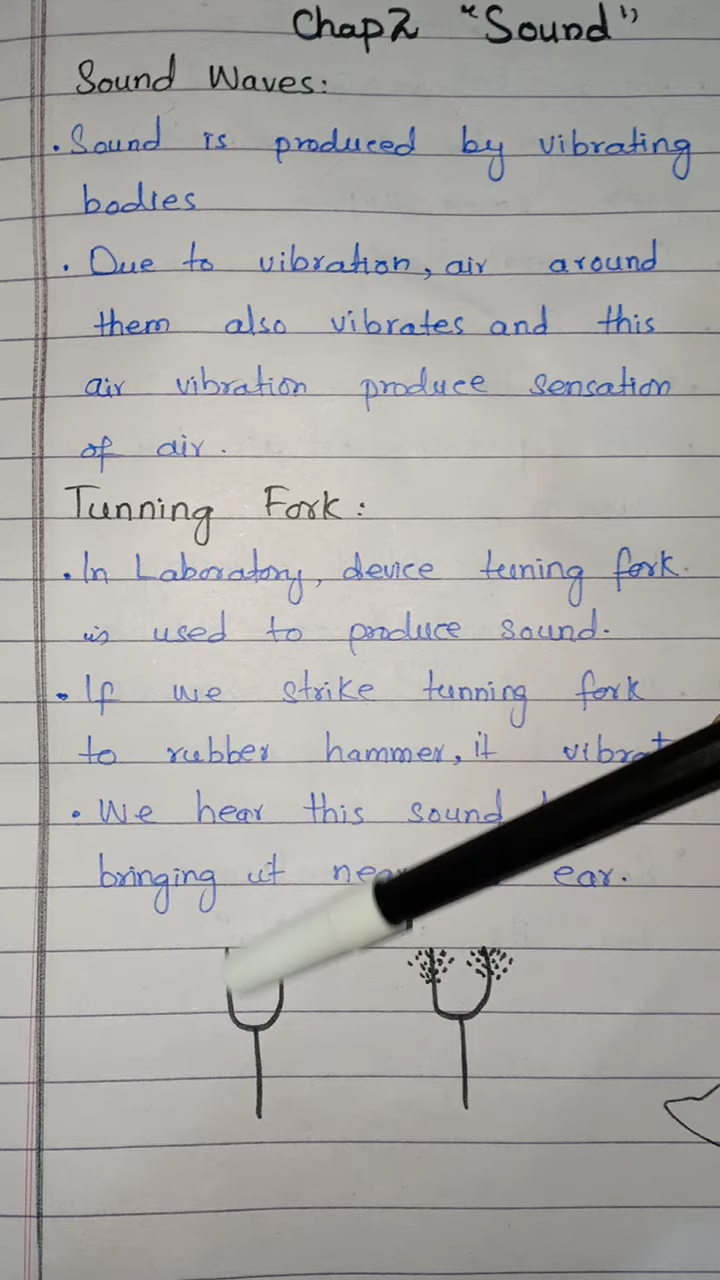 Chap 2 "Sound"
Sound Waves:
. Sound is produced by vibrating
bodies
. Due to vibration, air around
them also vibrates and this
air vibration produce sensation
of air.
Tunning Fork:
. In Laboratory, device tuning fork.
is used to produce sound.
. If we strike tunning fork
to rubber hammer, it
. We hear this sound
bringing it ear.